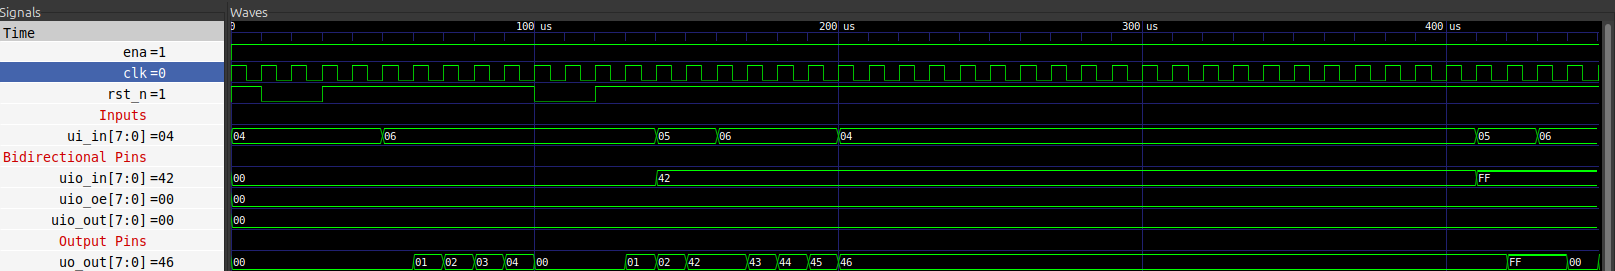 Signals Waves
Time 0 100 us 200 us 300 us 400 us
ena=1
clk=0
rst_n=1
Inputs
ui_in[7:0]=04 04 06 05 06 04 05 06
Bidirectional Pins
uio_in[7:0]=42 00 42 FF
uio_oe[7:0]=00 00
uio_out[7:0]=00 00
Output Pins
uo_out[7:0]=46 00 01 02 03 04 00 01 02 42 43 44 45 46 FF 00